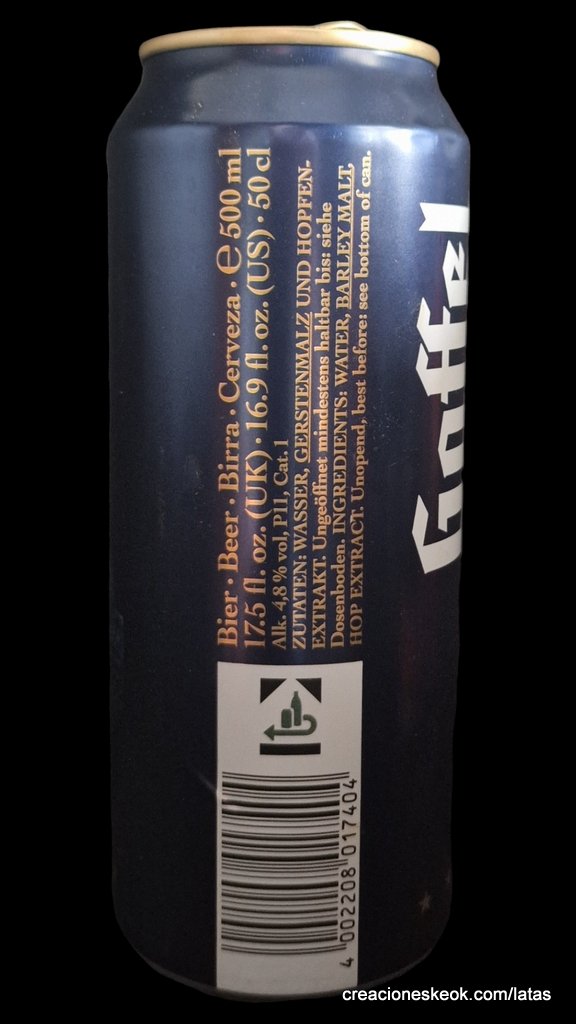 Bier · Beer · Birra · Cerveza · ℮ 500 ml
17.5 fl. oz. (UK) · 16.9 fl. oz. (US) · 50 cl
Alk. 4,8 % vol, P11, Cat. 1
ZUTATEN: WASSER, GERSTENMALZ UND HOPFEN-
EXTRAKT. Ungeöffnet mindestens haltbar bis: siehe
Dosenboden. INGREDIENTS: WATER, BARLEY MALT,
HOP EXTRACT. Unopend, best before: see bottom of can.
Gaffel
4 002208 017404
creacioneskeok.com/latas